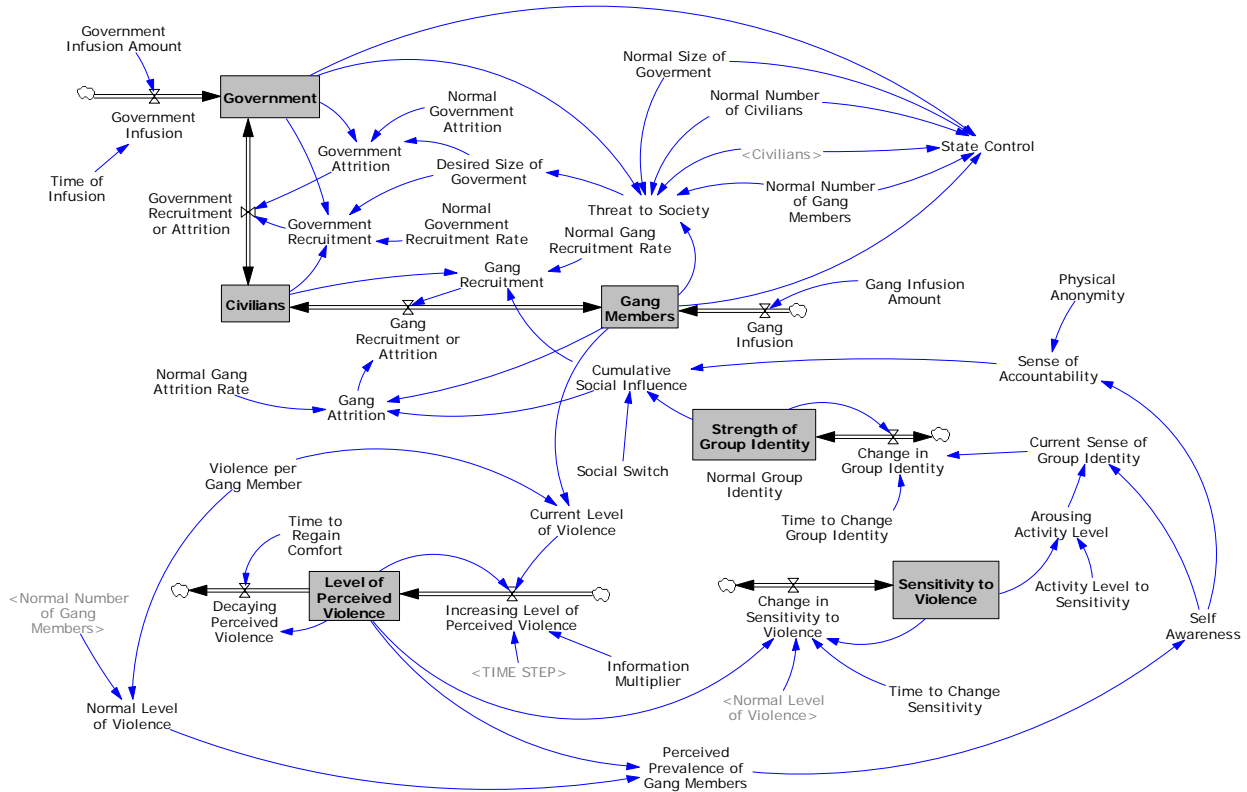 Government
Infusion Amount
Government
Government
Infusion
Time of
Infusion
Normal
Government
Attrition
Government
Attrition
Desired Size of
Goverment
Government
Recruitment
or Attrition
Government
Recruitment
Normal
Government
Recruitment Rate
Normal Size of
Goverment
Normal Number
of Civilians
<Civilians>
State Control
Normal Number
of Gang
Members
Threat to Society
Normal Gang
Recruitment Rate
Gang
Recruitment
Civilians
Gang
Members
Gang
Recruitment or
Attrition
Gang Infusion
Amount
Gang
Infusion
Physical
Anonymity
Sense of
Accountability
Normal Gang
Attrition Rate
Gang
Attrition
Cumulative
Social Influence
Social Switch
Strength of
Group Identity
Normal Group
Identity
Change in
Group Identity
Current Sense of
Group Identity
Time to Change
Group Identity
Arousing
Activity Level
Activity Level to
Sensitivity
Violence per
Gang Member
Current Level
of Violence
Time to
Regain
Comfort
Level of
Perceived
Violence
Decaying
Perceived
Violence
Increasing Level of
Perceived Violence
<TIME STEP>
Information
Multiplier
Change in
Sensitivity to
Violence
Sensitivity to
Violence
<Normal Level
of Violence>
Time to Change
Sensitivity
Self
Awareness
<Normal Number
of Gang
Members>
Normal Level
of Violence
Perceived
Prevalence of
Gang Members